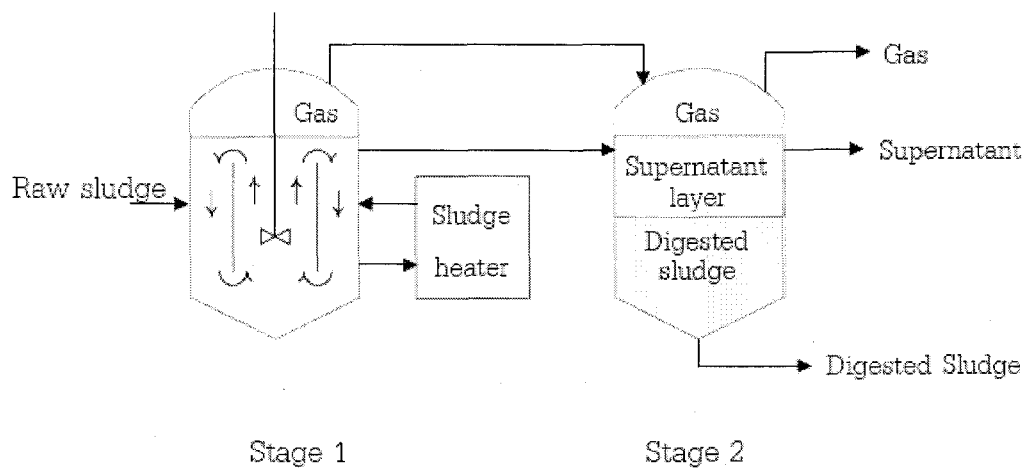 Gas
Gas
Gas
Supernatant
Supernatant
layer
Raw sludge
Sludge
heater
Digested
sludge
Digested Sludge
Stage 1
Stage 2